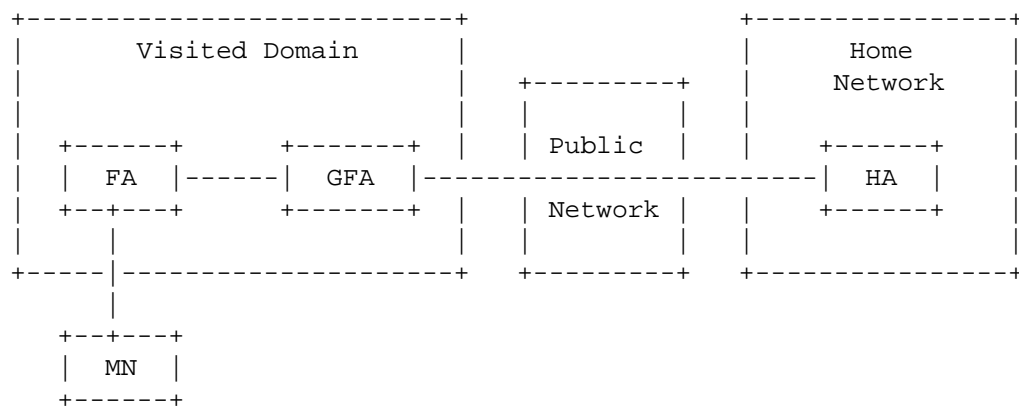 Visited Domain Home
Network
Public
FA GFA HA
Network
MN